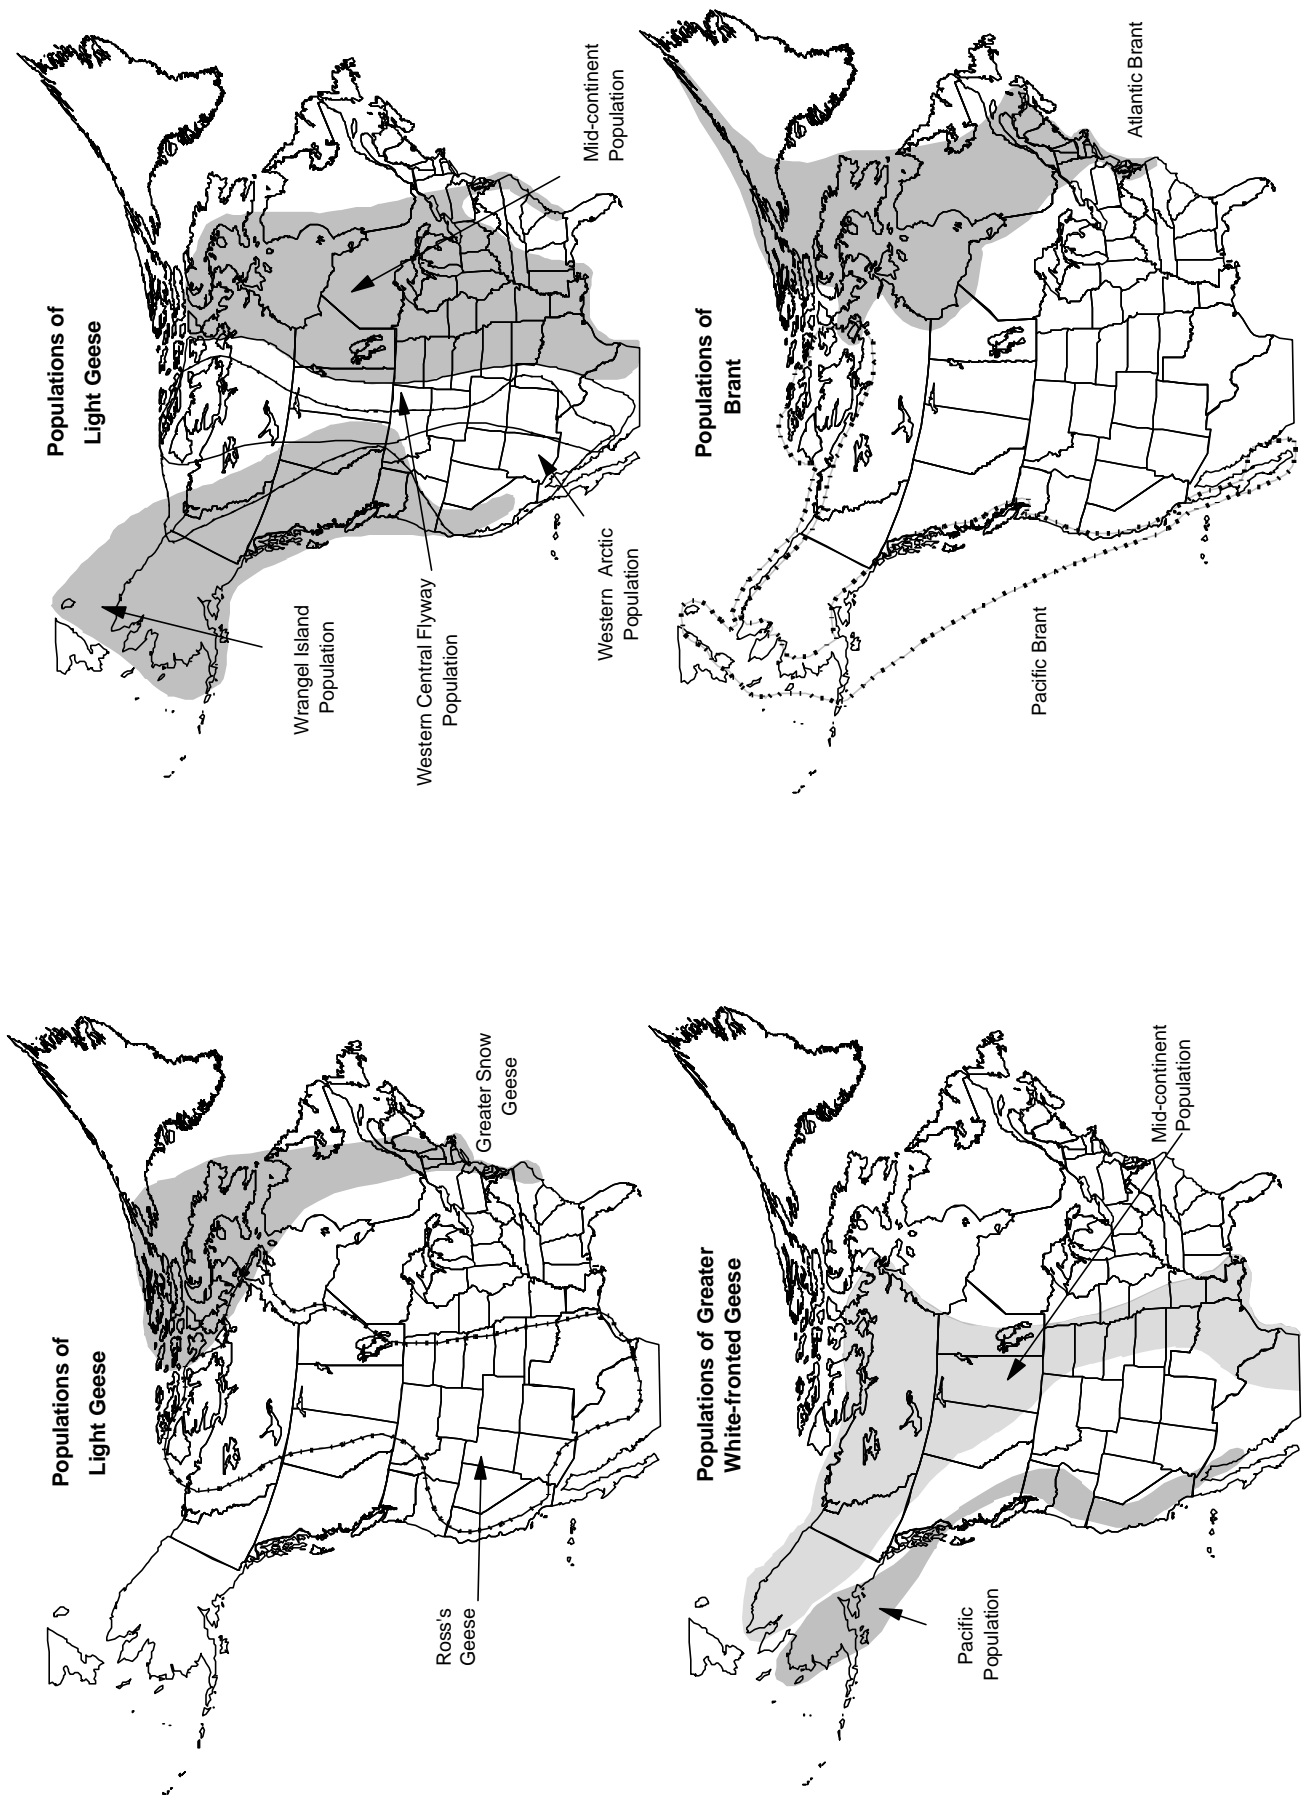 Populations of
Light Geese
Ross's
Geese
Greater Snow
Geese
Populations of
Light Geese
Wrangel Island
Population
Western Central Flyway
Population
Western Arctic
Population
Mid-continent
Population
Populations of Greater
White-fronted Geese
Pacific
Population
Mid-continent
Population
Populations of
Brant
Pacific Brant
Atlantic Brant